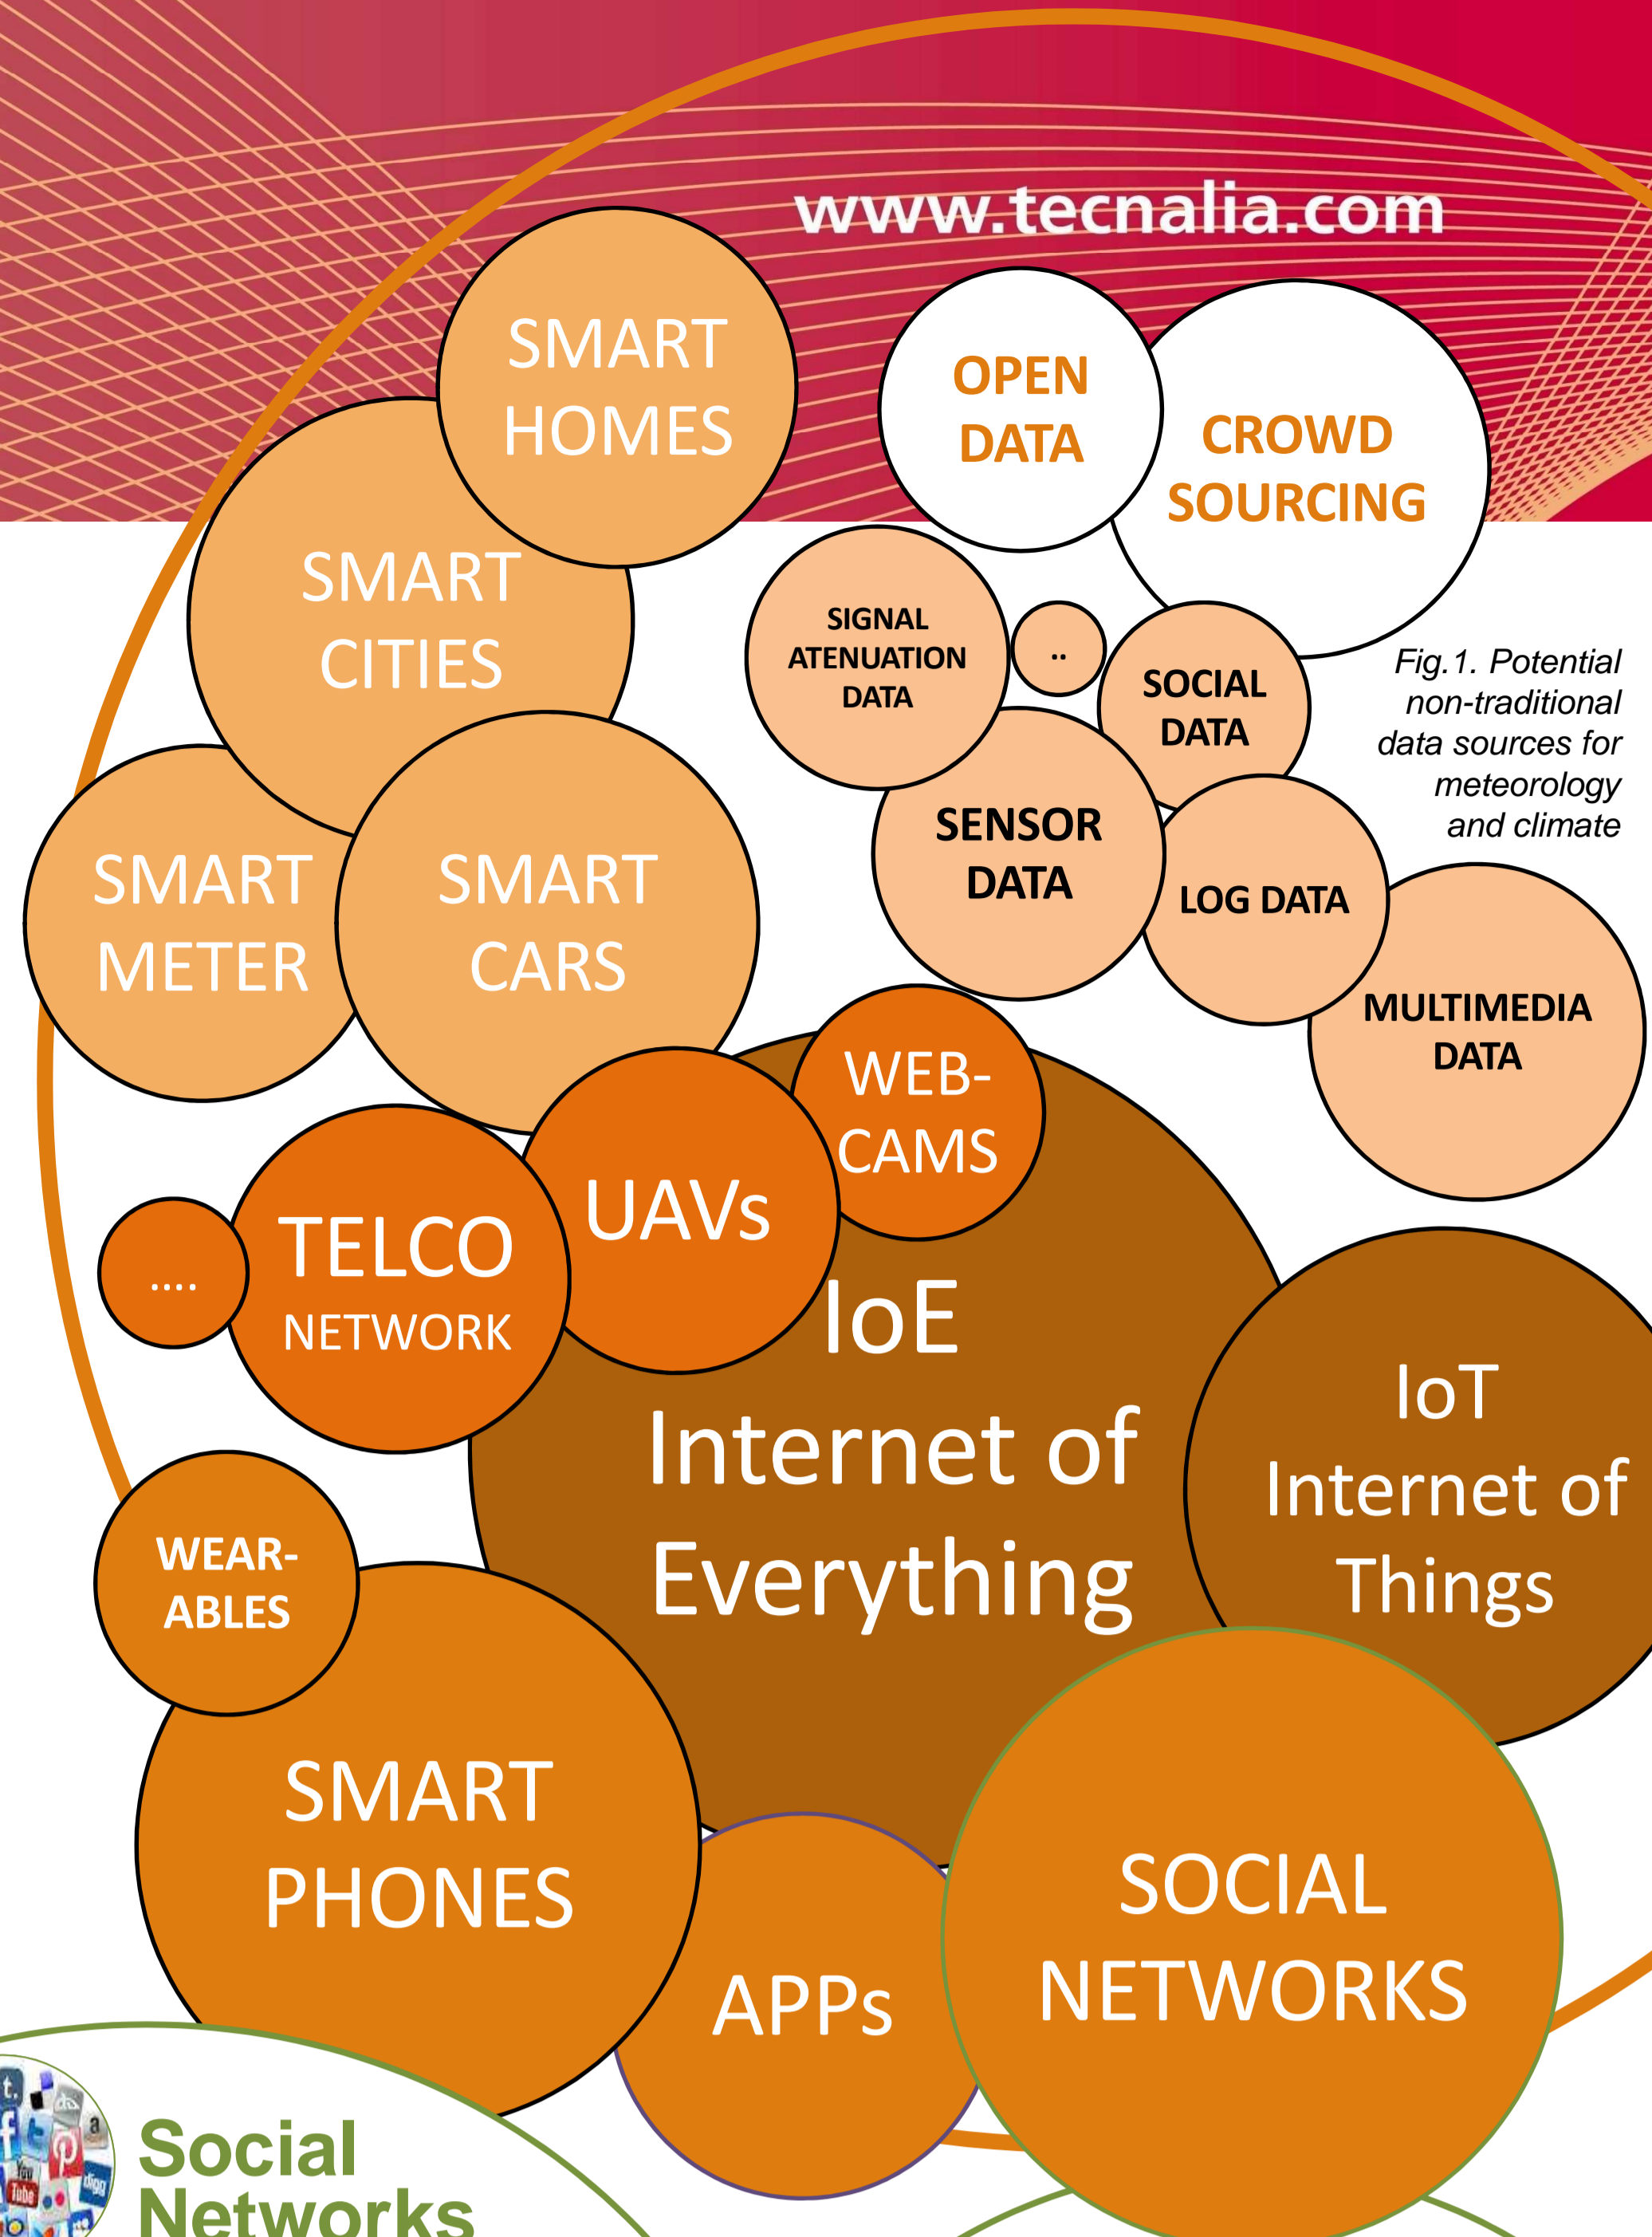 www.tecnalia.com
SMART
HOMES
OPEN
DATA
CROWD
SOURCING
SMART
CITIES
SIGNAL
ATENUATION
DATA
..
SOCIAL
DATA
Fig.1. Potential
non-traditional
data sources for
meteorology
and climate
SENSOR
DATA
LOG DATA
SMART
METER
SMART
CARS
MULTIMEDIA
DATA
WEB-
CAMS
UAVs
TELCO
NETWORK
....
IoE
Internet of
Everything
IoT
Internet of
Things
WEAR-
ABLES
SMART
PHONES
SOCIAL
NETWORKS
APPs
t.
a
You
Tube
digg
Social
Networks